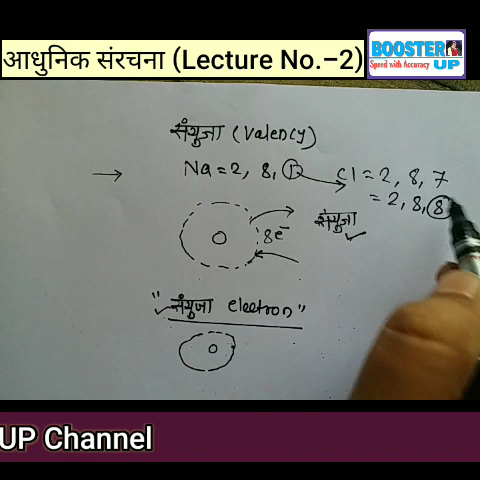 आधुनिक संरचना (Lecture No.–2)
BOOSTER
Speed with Accuracy UP
संयुजा (Valency)
→ Na = 2, 8, 1 → Cl = 2, 8, 7
= 2, 8, 8
8e⁻ संयुजा ✓
"संयुजा electron"
UP Channel